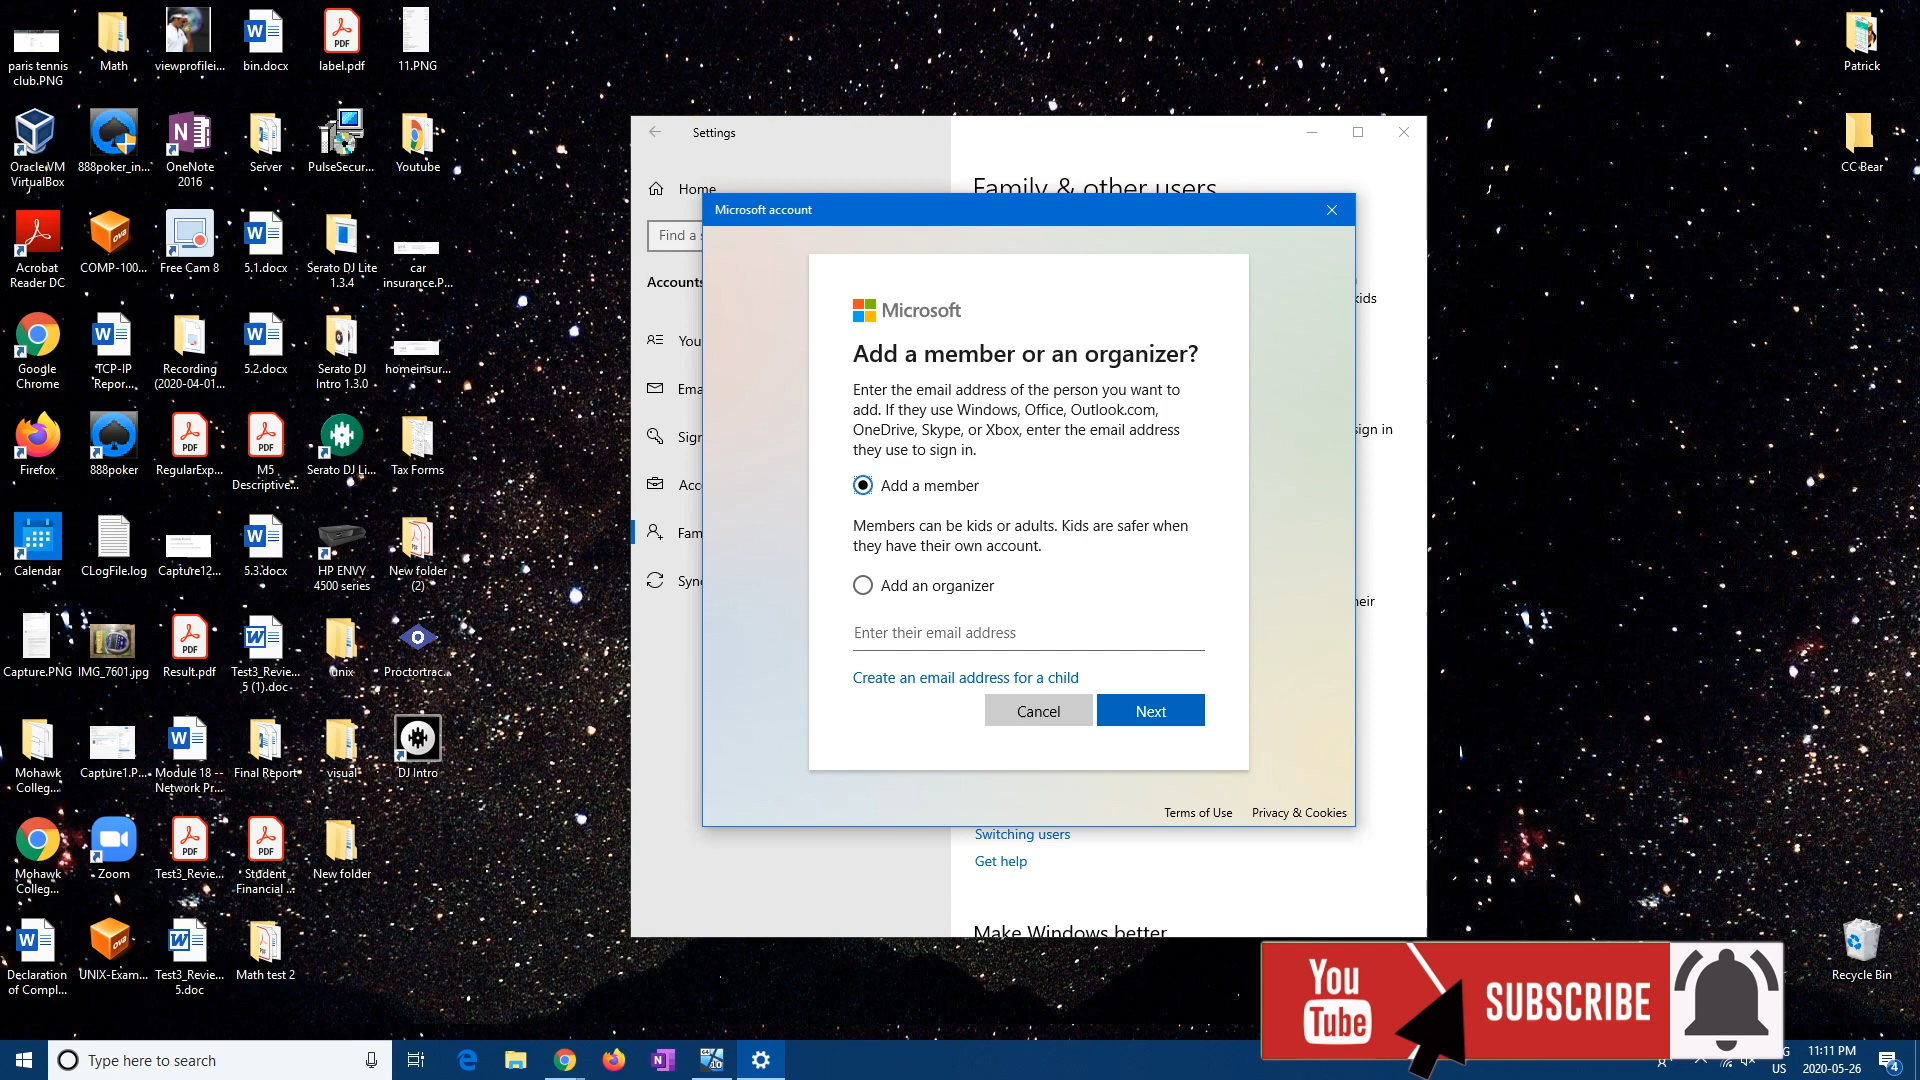 paris tennis
club.PNG
Math
viewprofilei...
bin.docx
label.pdf
11.PNG
Oracle VM
VirtualBox
888poker_in...
OneNote
2016
Server
PulseSecur...
Youtube
Acrobat
Reader DC
COMP-100...
Free Cam 8
5.1.docx
Serato DJ Lite
1.3.4
car
insurance.P...
Google
Chrome
TCP-IP
Repor...
Recording
(2020-04-01...
5.2.docx
Serato DJ
Intro 1.3.0
homeinsur...
Firefox
888poker
RegularExp...
M5
Descriptive...
Serato DJ Li...
Tax Forms
Calendar
CLogFile.log
Capture12...
5.3.docx
HP ENVY
4500 series
New folder
(2)
Capture.PNG
IMG_7601.jpg
Result.pdf
Test3_Revie...
5 (1).doc
unix
Proctortrac...
Mohawk
Colleg...
Capture1.P...
Module 18 --
Network Pr...
Final Report
visual
DJ Intro
Mohawk
Colleg...
Zoom
Test3_Revie...
Student
Financial ...
New folder
Declaration
of Compl...
UNIX-Exam...
Test3_Revie...
5.doc
Math test 2
Patrick
CC Bear
Recycle Bin
Settings
Home
Find a s
Accounts
You
Ema
Sign
Acc
Fam
Sync
Family & other users
kids
sign in
their
Microsoft account
Microsoft
Add a member or an organizer?
Enter the email address of the person you want to
add. If they use Windows, Office, Outlook.com,
OneDrive, Skype, or Xbox, enter the email address
they use to sign in.
Add a member
Members can be kids or adults. Kids are safer when
they have their own account.
Add an organizer
Enter their email address
Create an email address for a child
Cancel
Next
Terms of Use
Privacy & Cookies
Switching users
Get help
Make Windows better
You
Tube
SUBSCRIBE
Type here to search
US
11:11 PM
2020-05-26
4